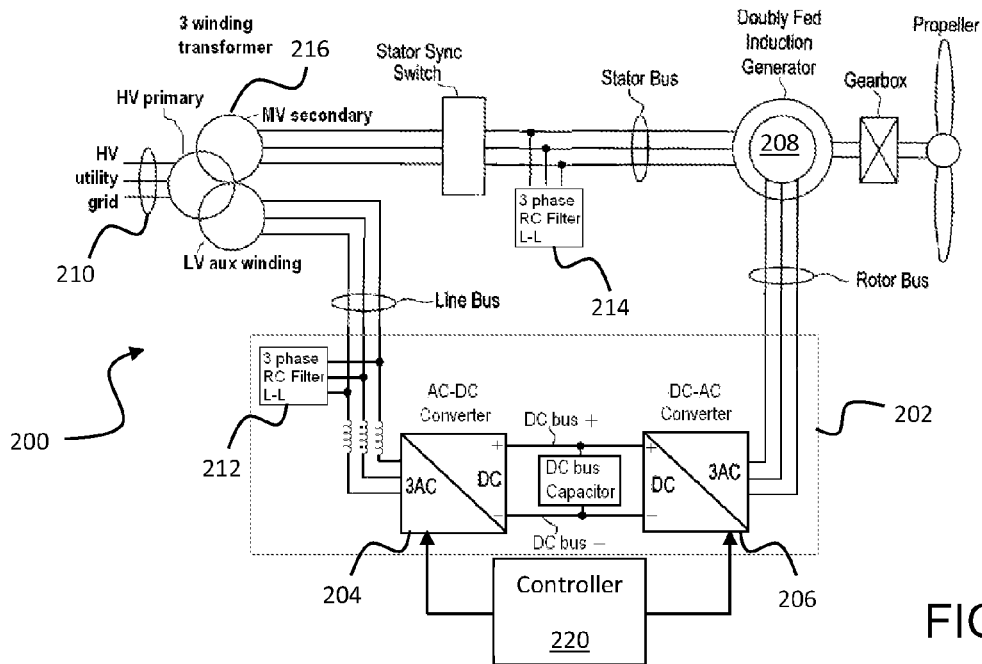 3 winding
transformer
216
HV primary
MV secondary
HV
utility
grid
210
LV aux winding
Stator Sync
Switch
Stator Bus
3 phase
RC Filter
L-L
214
Doubly Fed
Induction
Generator
208
Gearbox
Propeller
Rotor Bus
Line Bus
200
3 phase
RC Filter
L-L
212
AC-DC
Converter
3AC
DC
+
−
204
DC bus +
DC bus
Capacitor
DC bus −
DC-AC
Converter
+
−
DC
3AC
202
206
Controller
220
FIG